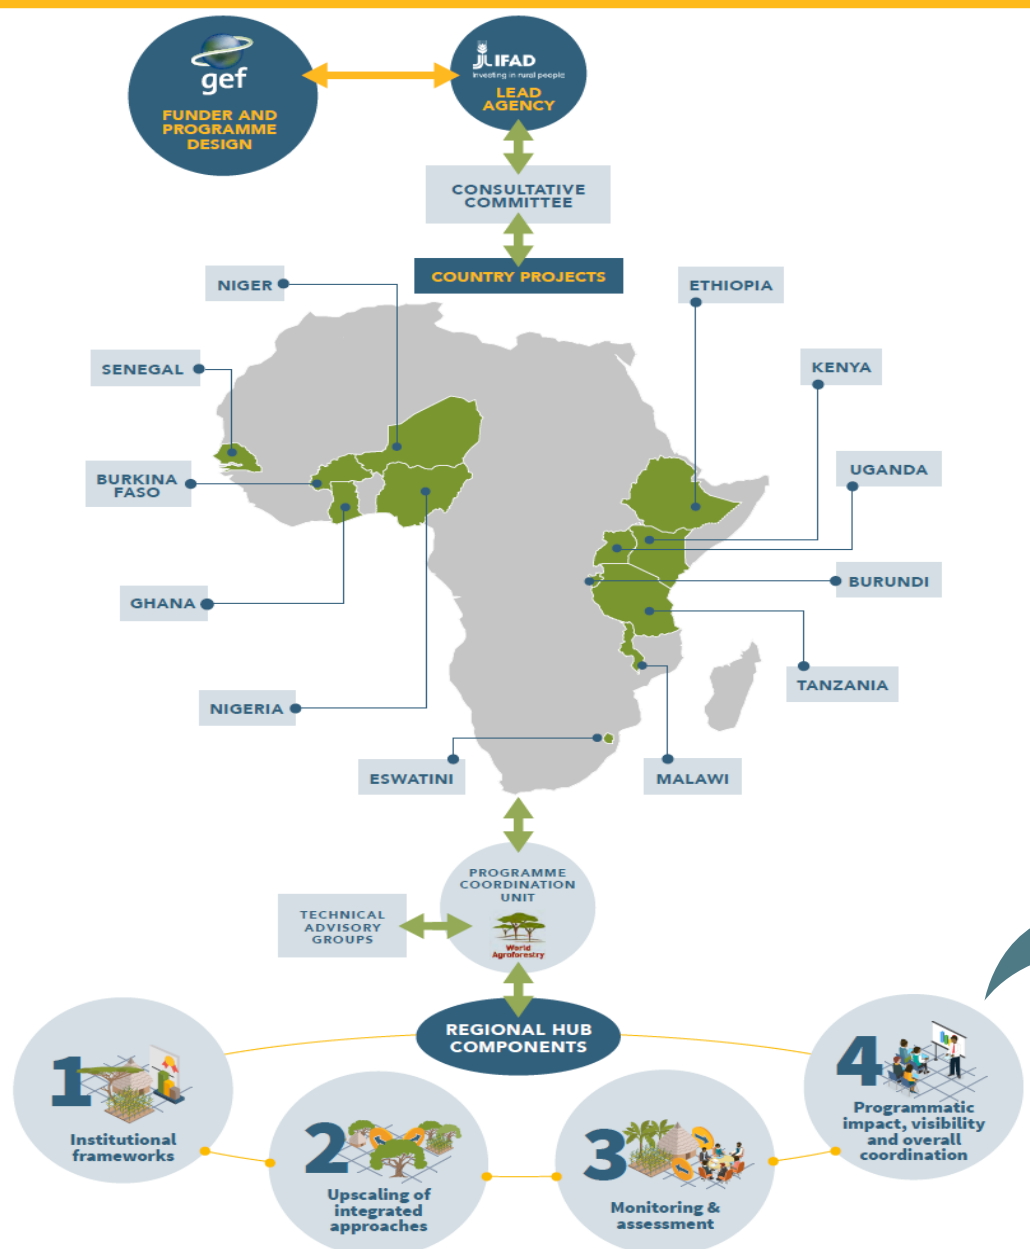 gef
FUNDER AND
PROGRAMME
DESIGN
JL IFAD
Investing in rural people
LEAD
AGENCY
CONSULTATIVE
COMMITTEE
COUNTRY PROJECTS
NIGER
ETHIOPIA
SENEGAL
KENYA
BURKINA
FASO
UGANDA
GHANA
BURUNDI
NIGERIA
TANZANIA
ESWATINI
MALAWI
PROGRAMME
COORDINATION
UNIT
World
Agroforestry
TECHNICAL
ADVISORY
GROUPS
REGIONAL HUB
COMPONENTS
1
Institutional
frameworks
2
Upscaling of
integrated
approaches
3
Monitoring &
assessment
4
Programmatic
impact, visibility
and overall
coordination